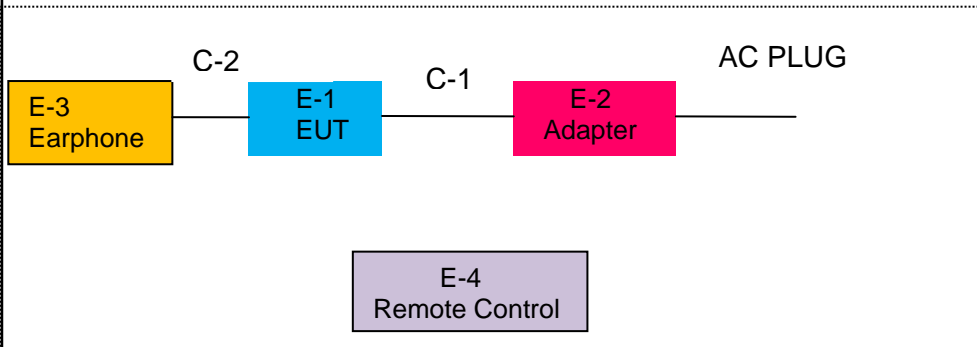 C-2
C-1
AC PLUG
E-3
Earphone
E-1
EUT
E-2
Adapter
E-4
Remote Control